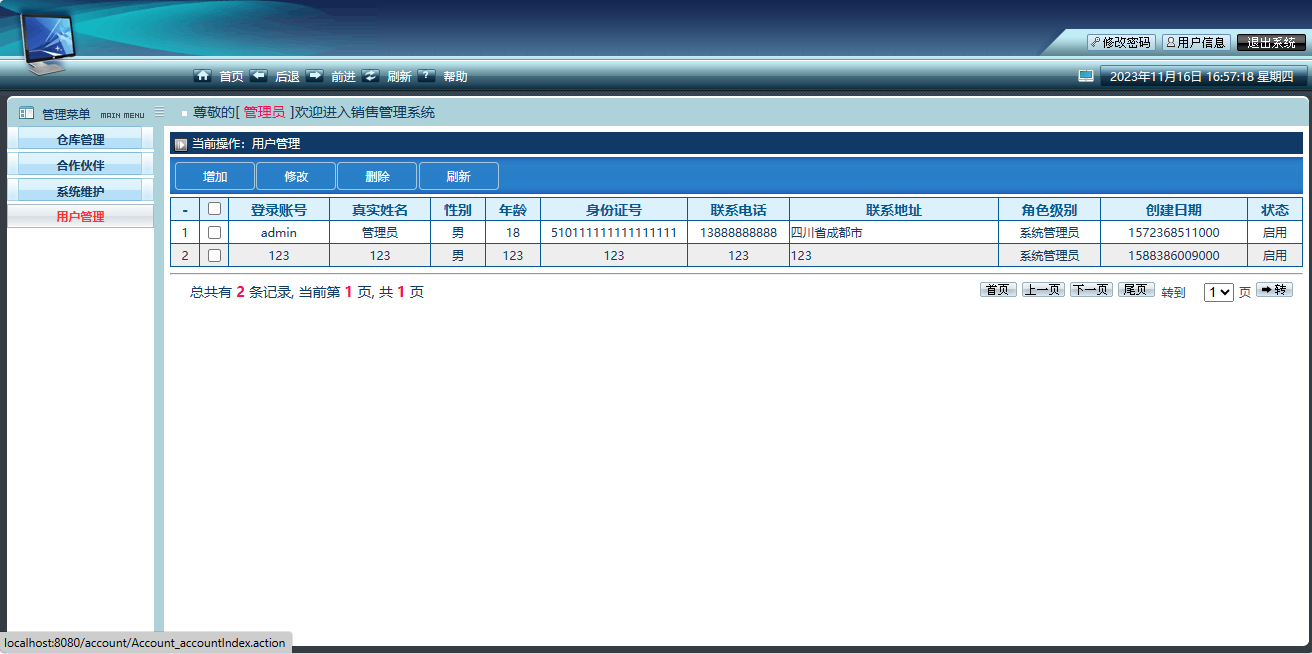 修改密码 用户信息 退出系统
首页 后退 前进 刷新 ? 帮助 2023年11月16日 16:57:18 星期四
管理菜单 MAIN MENU 尊敬的[ 管理员 ]欢迎进入销售管理系统
仓库管理
合作伙伴
系统维护
用户管理
当前操作：用户管理
增加 修改 删除 刷新
- 登录账号 真实姓名 性别 年龄 身份证号 联系电话 联系地址 角色级别 创建日期 状态
1 admin 管理员 男 18 510111111111111111 13888888888 四川省成都市 系统管理员 1572368511000 启用
2 123 123 男 123 123 123 123 系统管理员 1588386009000 启用
总共有 2 条记录, 当前第 1 页, 共 1 页 首页 上一页 下一页 尾页 转到 1 页 转
localhost:8080/account/Account_accountIndex.action